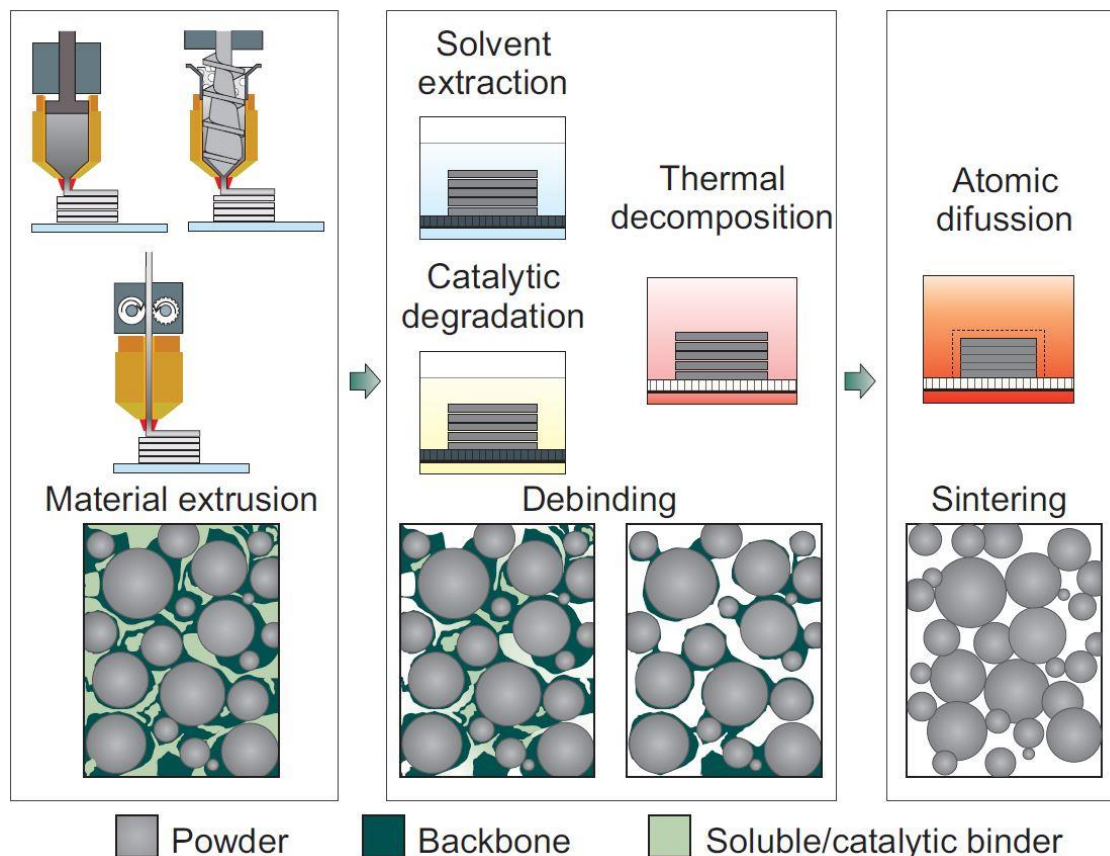 Solvent
extraction
Thermal
decomposition
Atomic
difussion
Catalytic
degradation
Material extrusion
Debinding
Sintering
Powder
Backbone
Soluble/catalytic binder